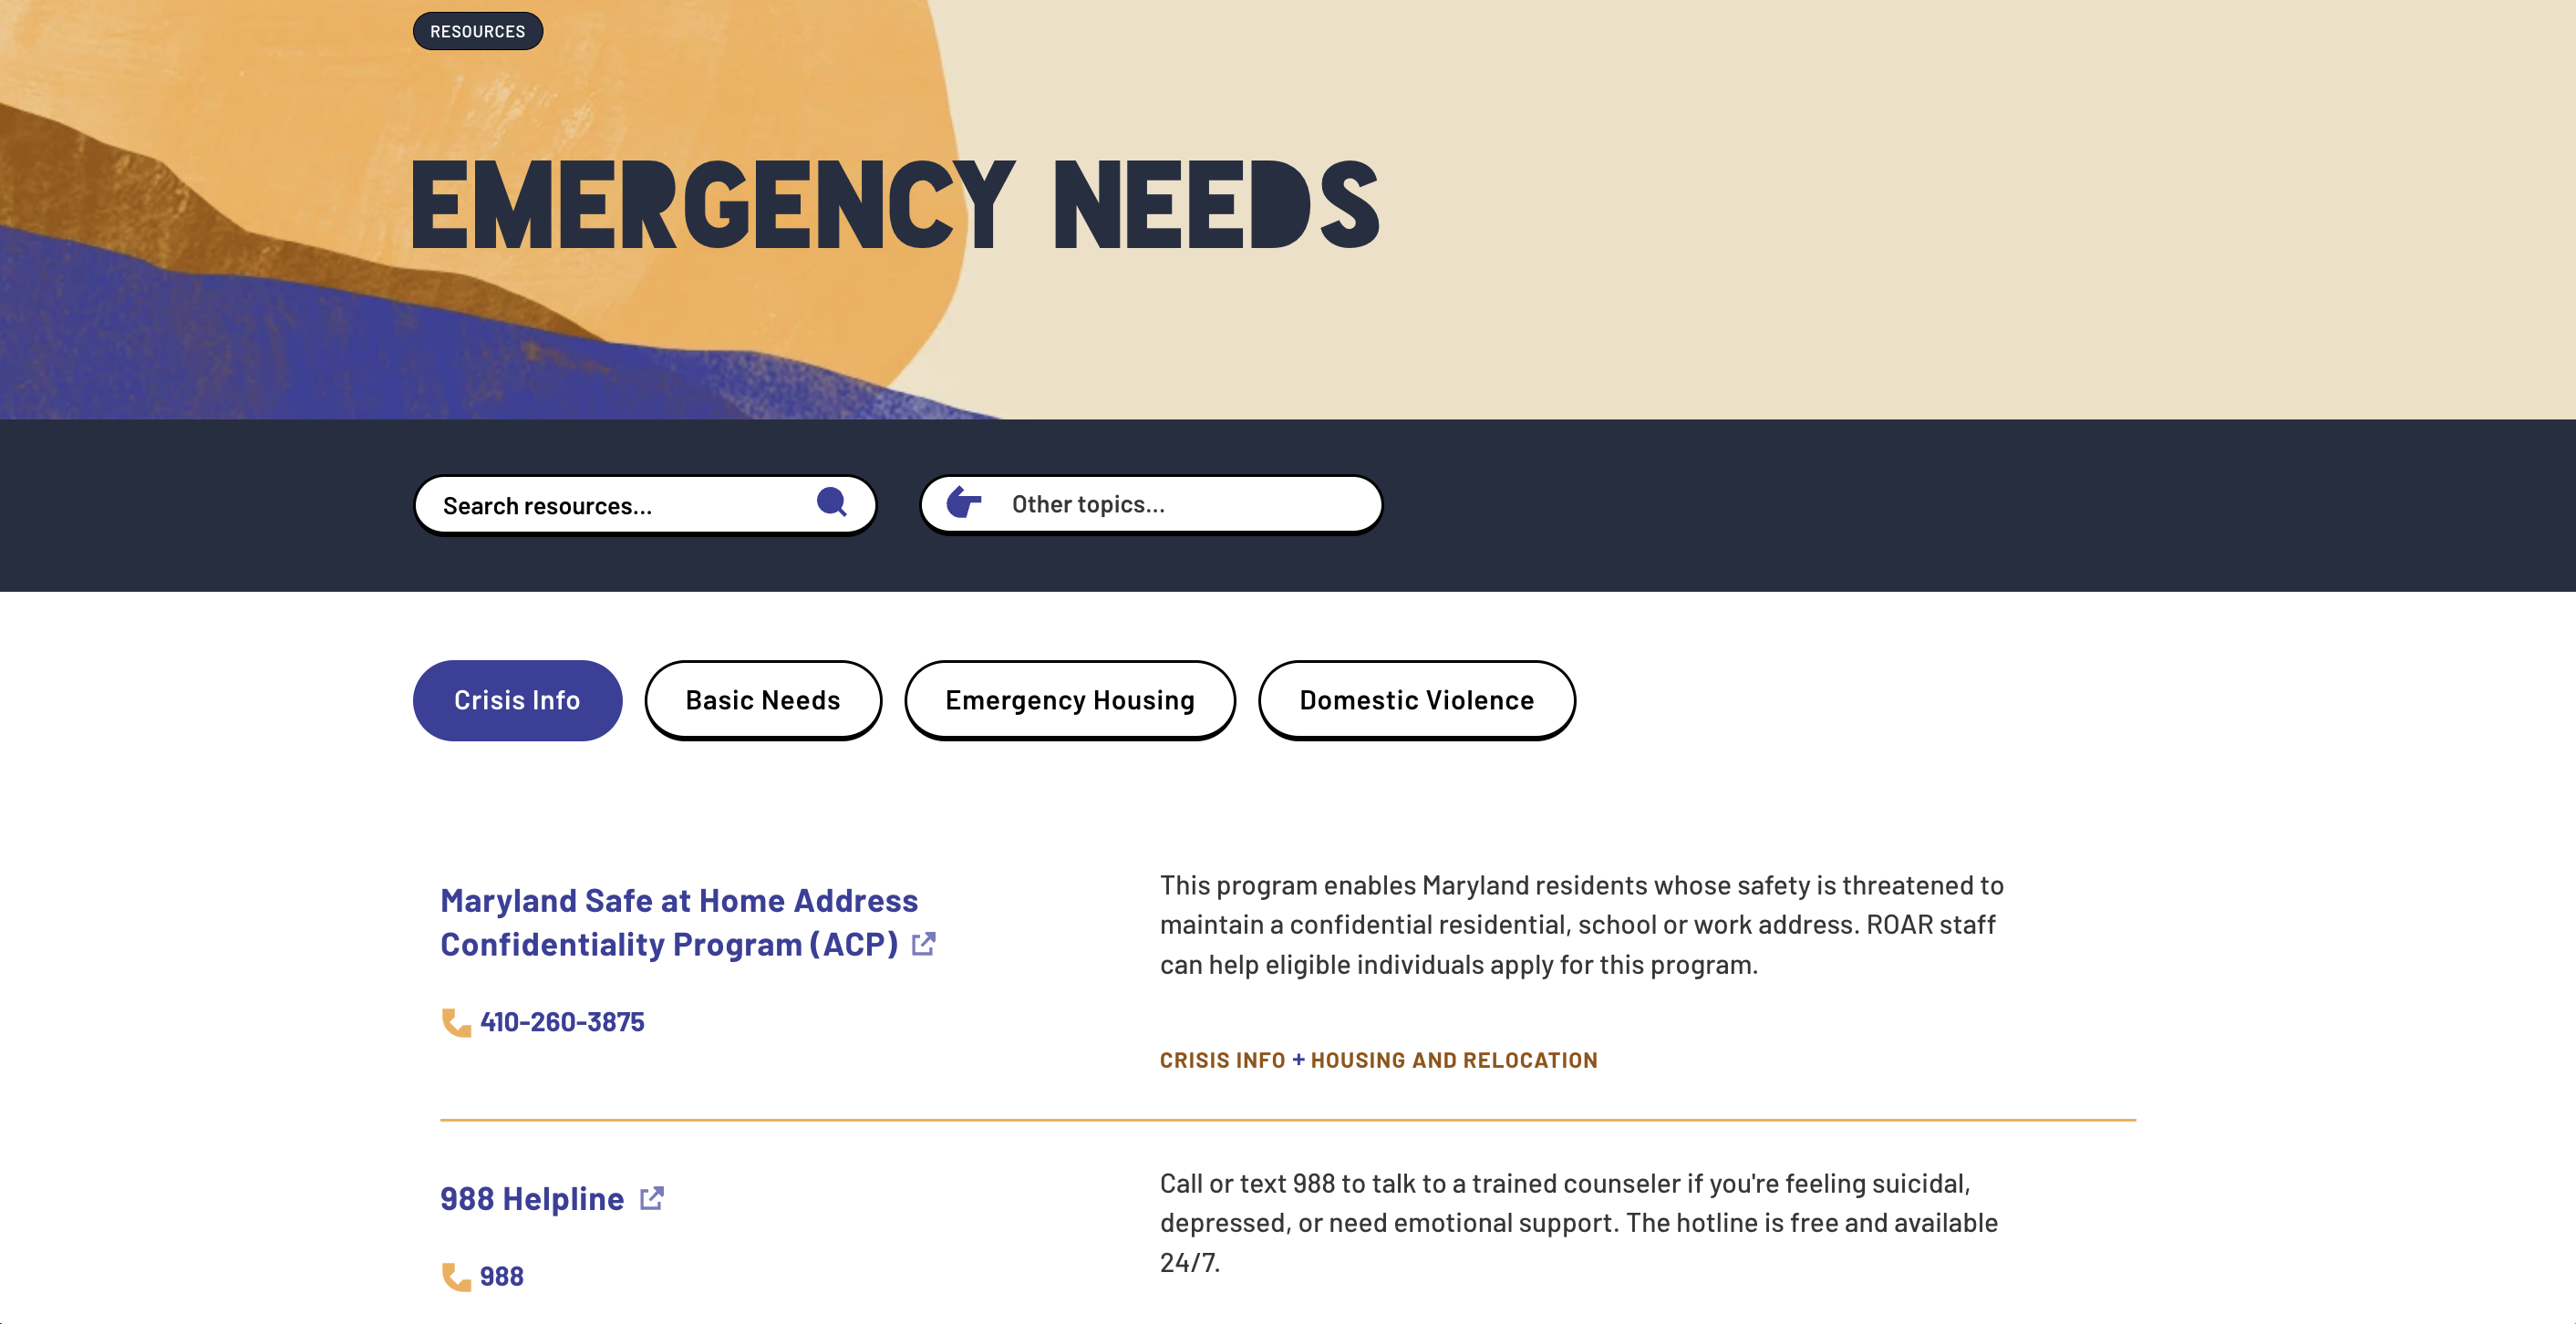 RESOURCES
EMERGENCY NEEDS
Search resources...
Other topics...
Crisis Info
Basic Needs
Emergency Housing
Domestic Violence
Maryland Safe at Home Address
Confidentiality Program (ACP)
410-260-3875
This program enables Maryland residents whose safety is threatened to
maintain a confidential residential, school or work address. ROAR staff
can help eligible individuals apply for this program.
CRISIS INFO + HOUSING AND RELOCATION
988 Helpline
988
Call or text 988 to talk to a trained counseler if you're feeling suicidal,
depressed, or need emotional support. The hotline is free and available
24/7.